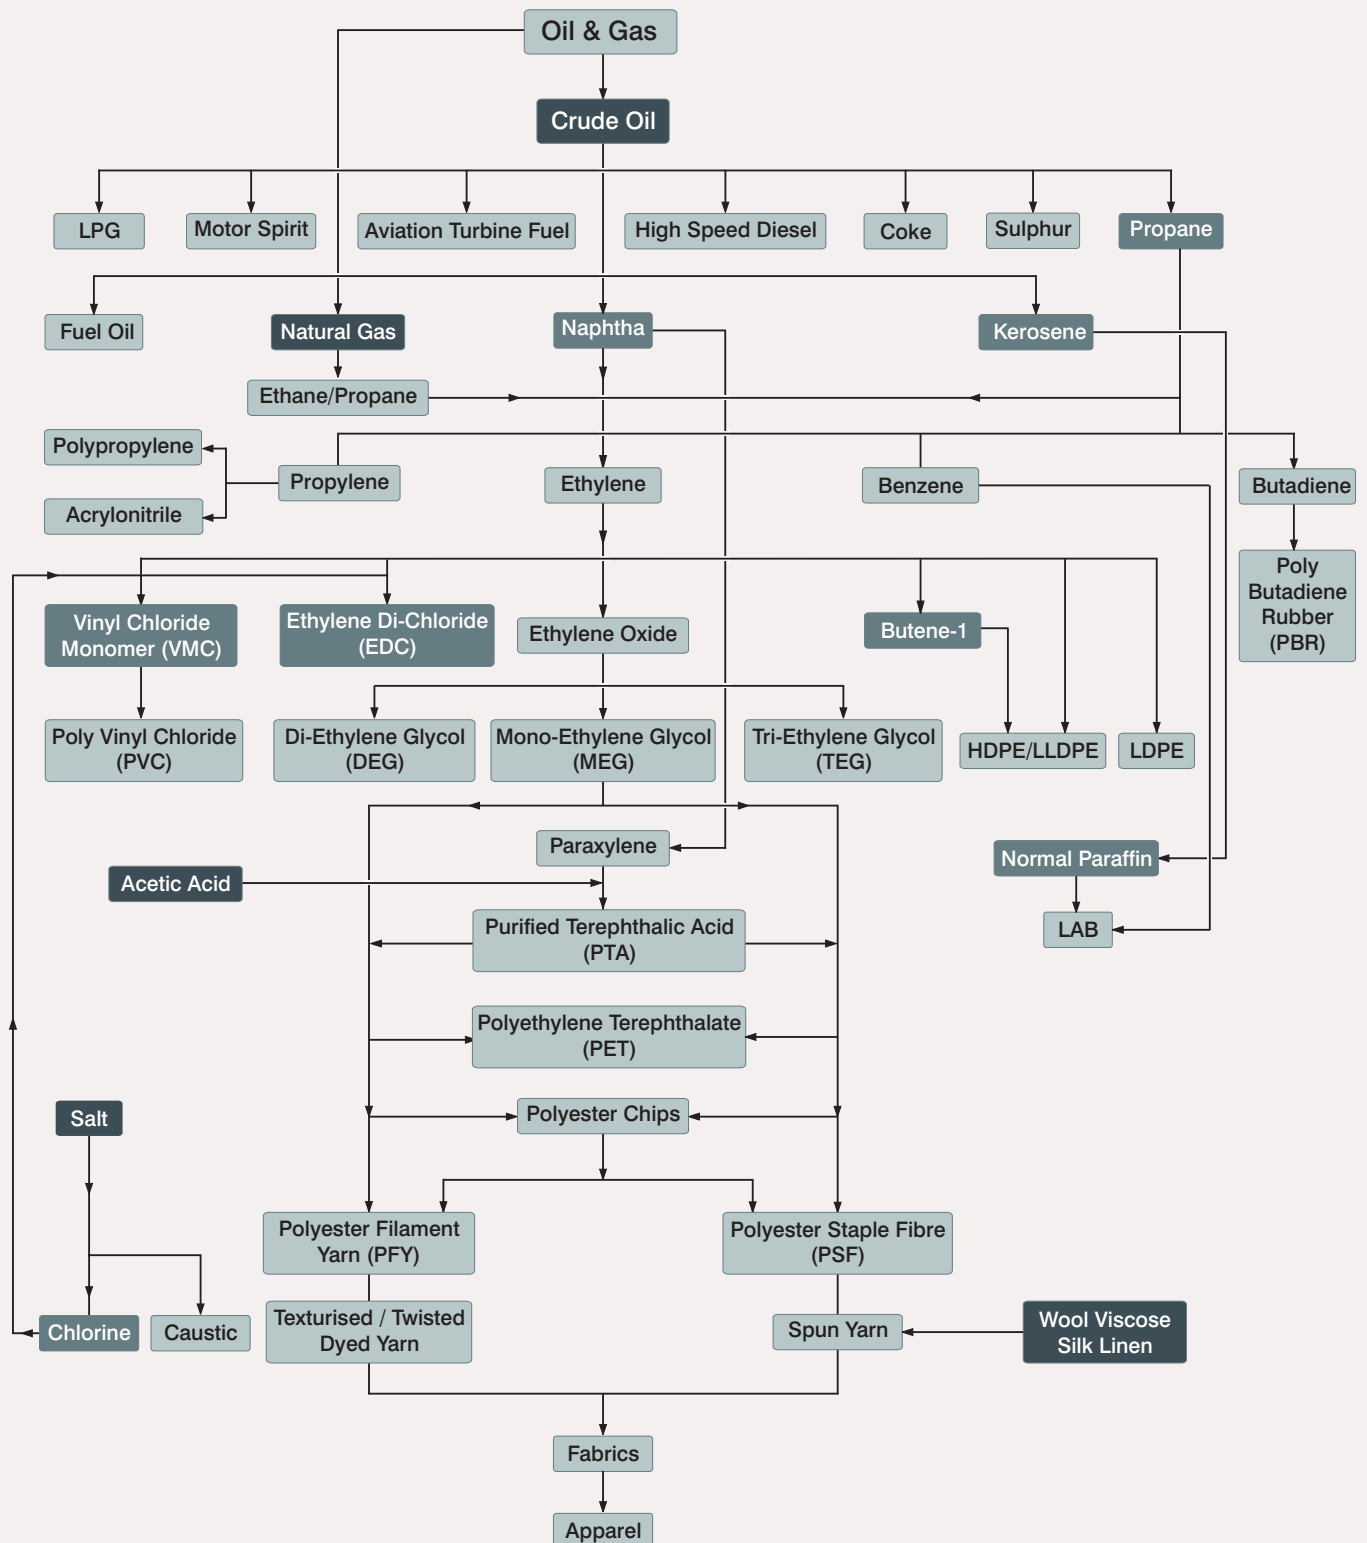 Oil & Gas
Crude Oil
LPG
Motor Spirit
Aviation Turbine Fuel
High Speed Diesel
Coke
Sulphur
Propane
Fuel Oil
Natural Gas
Naphtha
Kerosene
Ethane/Propane
Polypropylene
Propylene
Ethylene
Benzene
Butadiene
Acrylonitrile
Poly
Butadiene
Rubber
(PBR)
Vinyl Chloride
Monomer (VMC)
Ethylene Di-Chloride
(EDC)
Ethylene Oxide
Butene-1
Poly Vinyl Chloride
(PVC)
Di-Ethylene Glycol
(DEG)
Mono-Ethylene Glycol
(MEG)
Tri-Ethylene Glycol
(TEG)
HDPE/LLDPE
LDPE
Paraxylene
Normal Paraffin
Acetic Acid
Purified Terephthalic Acid
(PTA)
LAB
Polyethylene Terephthalate
(PET)
Salt
Polyester Chips
Polyester Filament
Yarn (PFY)
Polyester Staple Fibre
(PSF)
Chlorine
Caustic
Texturised / Twisted
Dyed Yarn
Spun Yarn
Wool Viscose
Silk Linen
Fabrics
Apparel